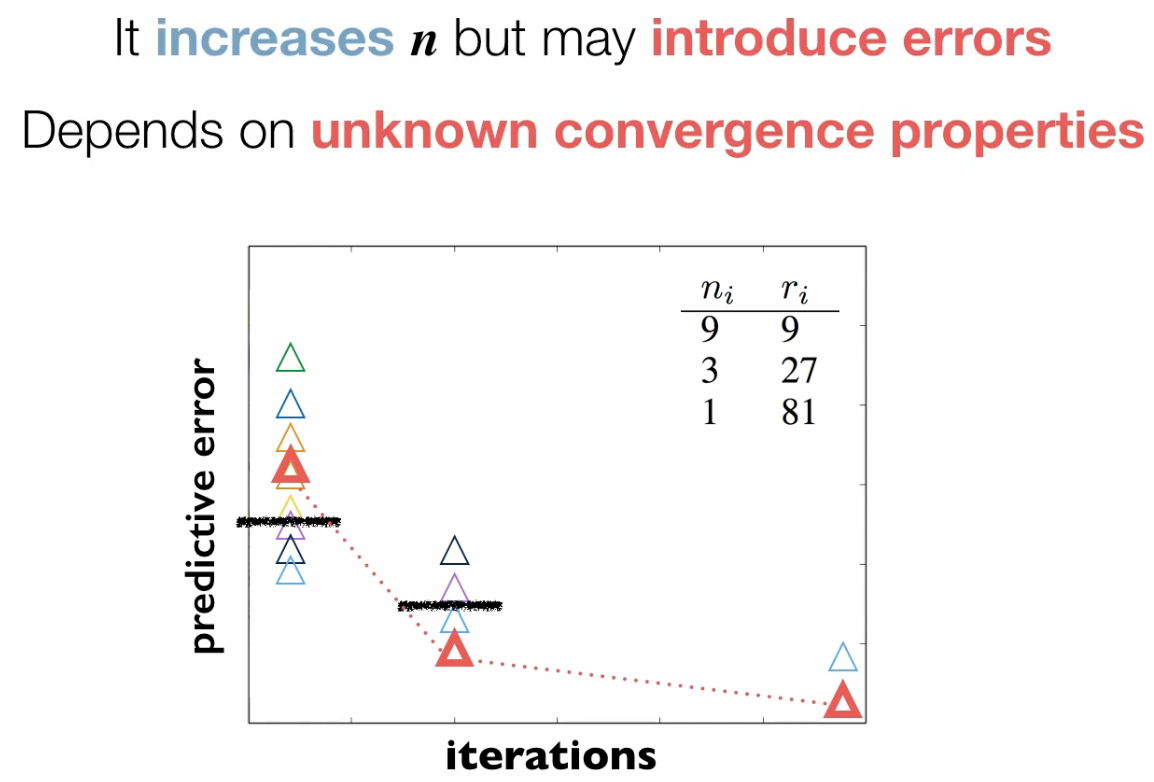 It increases n but may introduce errors
Depends on unknown convergence properties
n_i r_i
9 9
3 27
1 81
predictive error
iterations